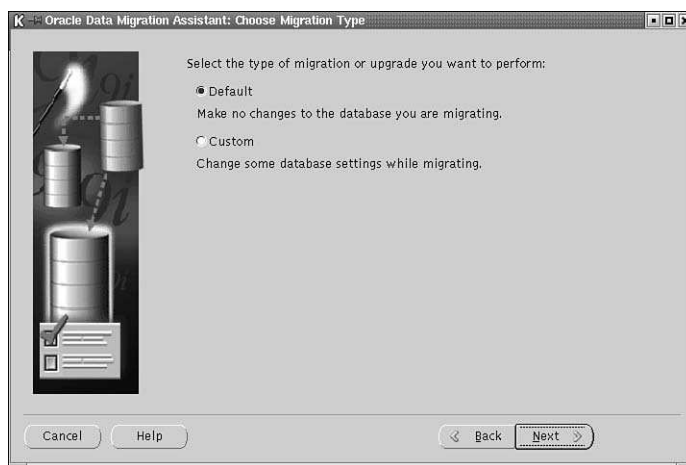 Oracle Data Migration Assistant: Choose Migration Type
Select the type of migration or upgrade you want to perform:
Default
Make no changes to the database you are migrating.
Custom
Change some database settings while migrating.
9i
9i
Cancel
Help
Back
Next